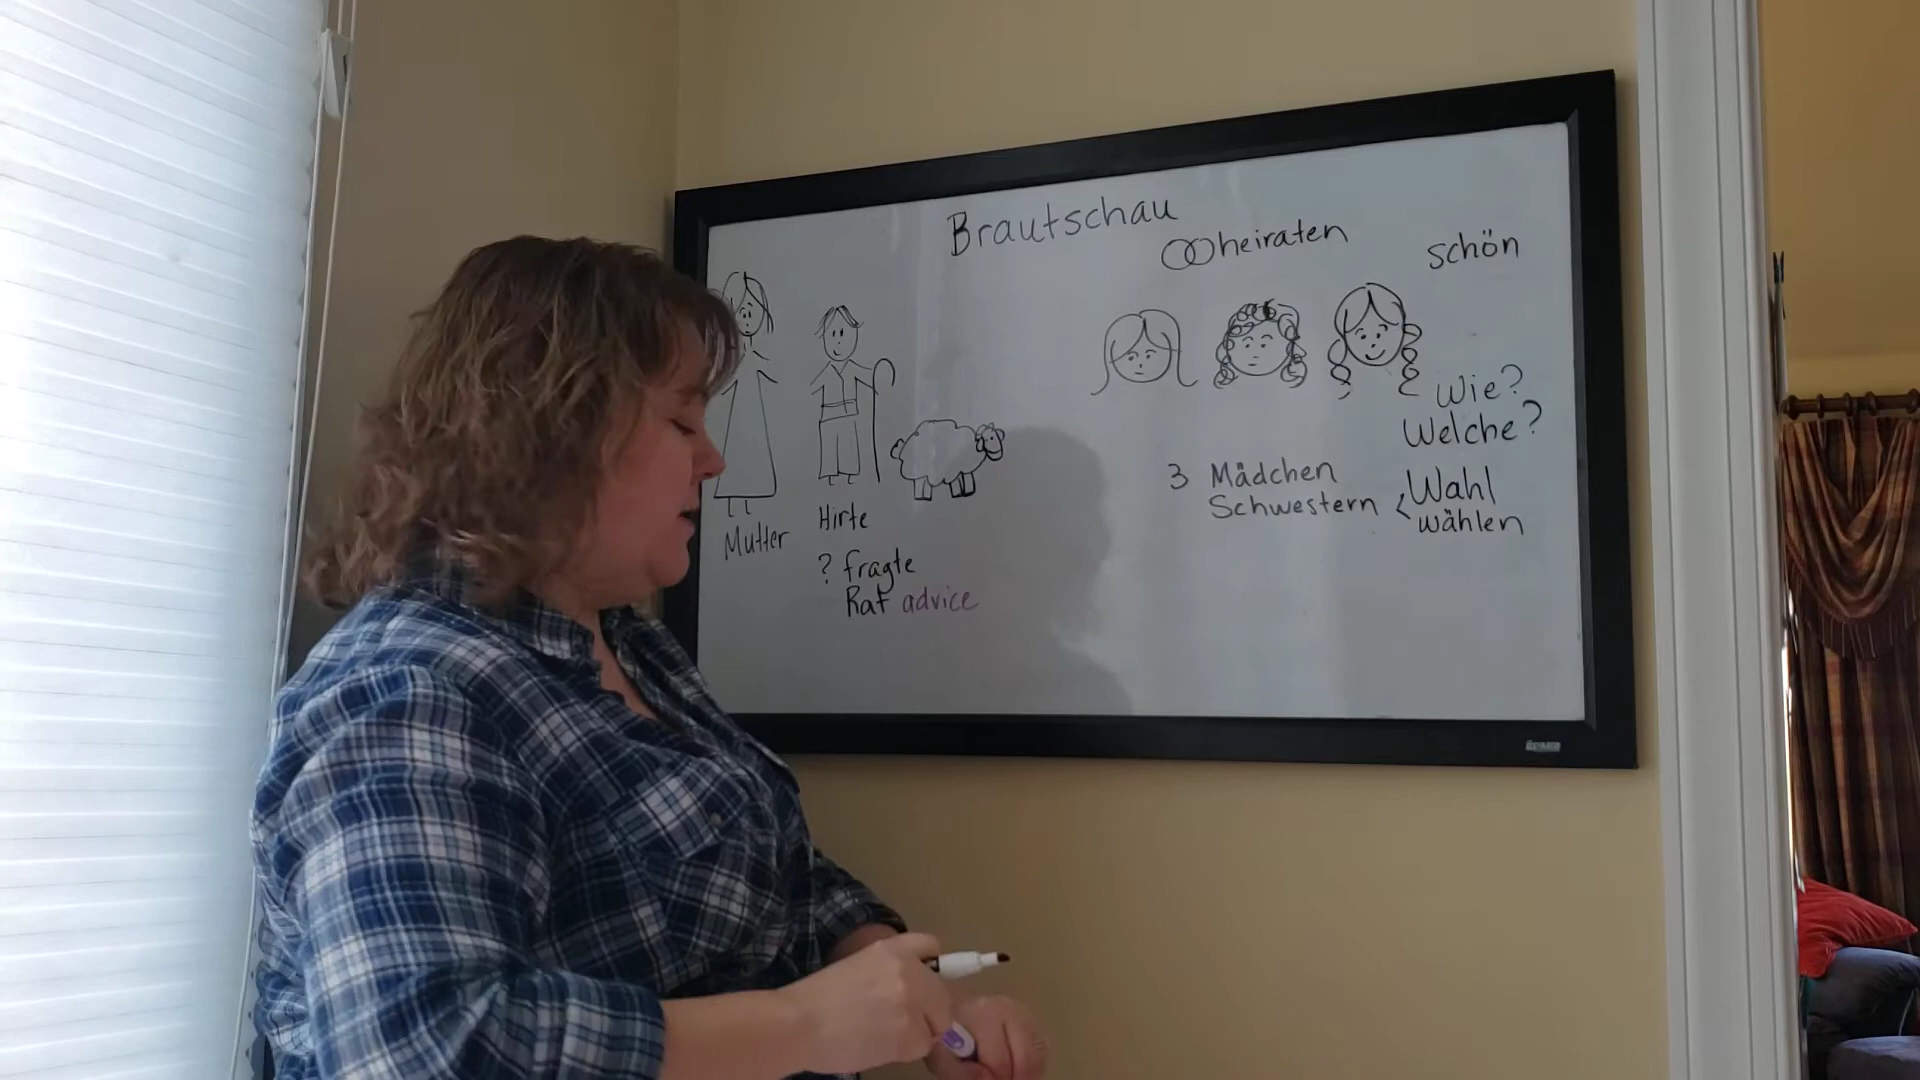 Brautschau
heiraten
schön
Wie?
Welche?
3 Mädchen
Schwestern
Wahl
wählen
Mutter
Hirte
? fragte
Rat advice